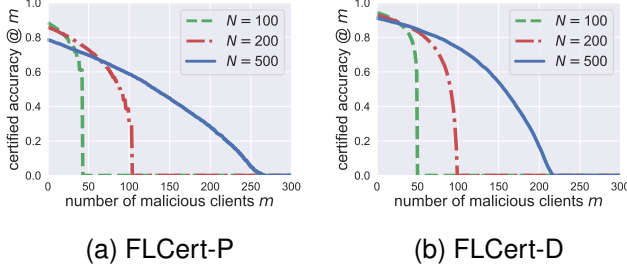 1.0
0.8
0.6
0.4
0.2
0.0
certified accuracy @ m
N = 100
N = 200
N = 500
0 50 100 150 200 250 300
number of malicious clients m
(a) FLCert-P
1.0
0.8
0.6
0.4
0.2
0.0
certified accuracy @ m
N = 100
N = 200
N = 500
0 50 100 150 200 250 300
number of malicious clients m
(b) FLCert-D